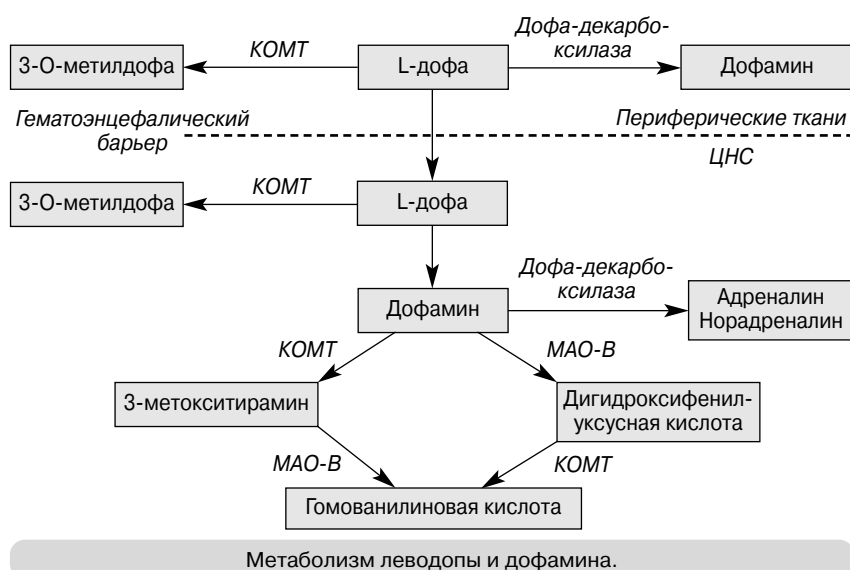 КОМТ
Дофа-декарбо-
ксилаза
3-О-метилдофа
L-дофа
Дофамин
Гематоэнцефалический
барьер
Периферические ткани
ЦНС
КОМТ
3-О-метилдофа
L-дофа
Дофа-декарбо-
ксилаза
Дофамин
Адреналин
Норадреналин
КОМТ
МАО-В
3-метокситирамин
Дигидроксифенил-
уксусная кислота
МАО-В
КОМТ
Гомованилиновая кислота
Метаболизм леводопы и дофамина.